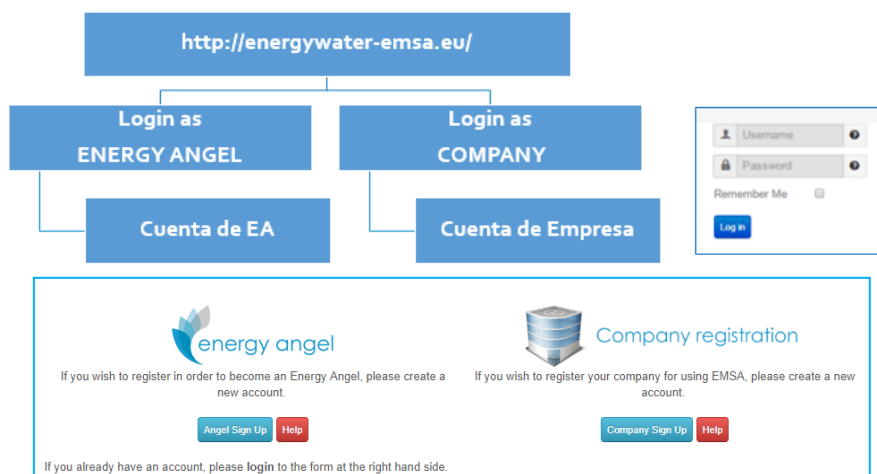 http://energywater-emsa.eu/
Login as
ENERGY ANGEL
Login as
COMPANY
Username
Password
Remember Me
Log in
Cuenta de EA
Cuenta de Empresa
energy angel
If you wish to register in order to become an Energy Angel, please create a
new account.
Angel Sign Up
Help
Company registration
If you wish to register your company for using EMSA, please create a new
account.
Company Sign Up
Help
If you already have an account, please login to the form at the right hand side.